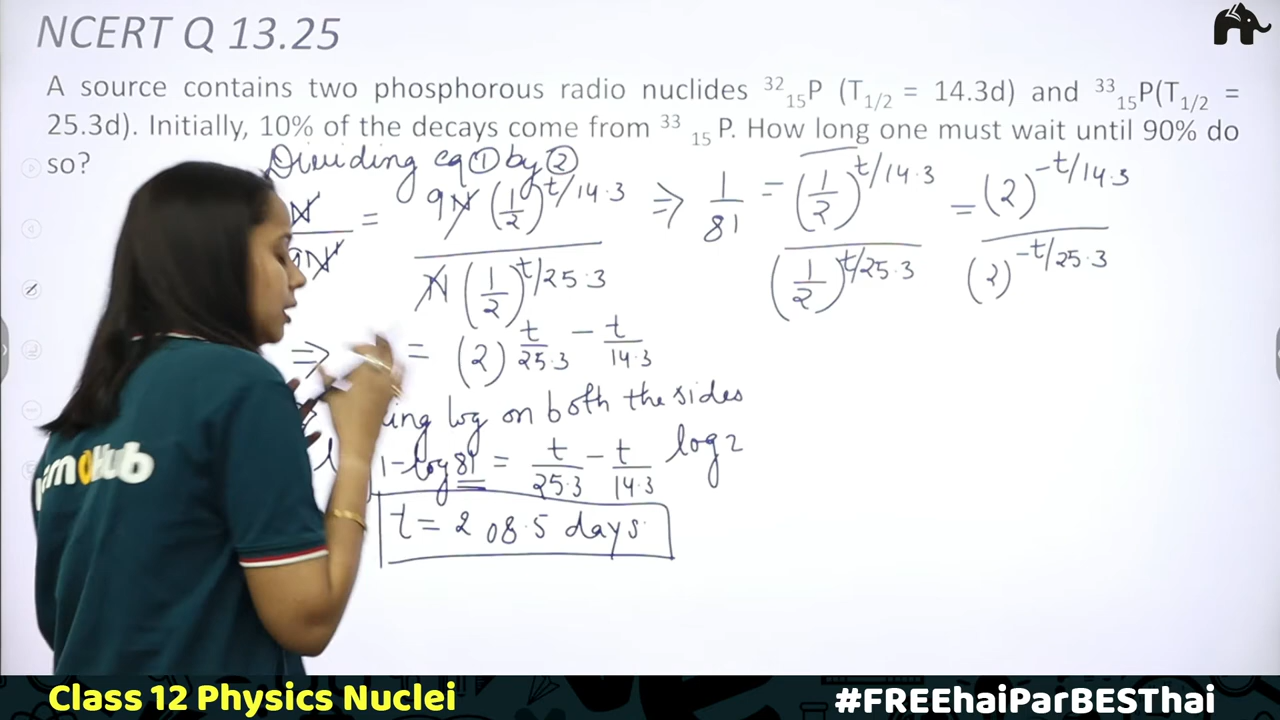 NCERT Q 13.25
A source contains two phosphorous radio nuclides ³²₁₅P (T₁/₂ = 14.3d) and ³³₁₅P(T₁/₂ =
25.3d). Initially, 10% of the decays come from ³³₁₅P. How long one must wait until 90% do
so?
Dividing eq ① by ②
N'/9N' = 9N (1/2)^t/14.3 / N (1/2)^t/25.3 ⇒ 1/81 = (1/2)^t/14.3 / (1/2)^t/25.3 = (2)^-t/14.3 / (2)^-t/25.3
⇒ = (2)^t/25.3 - t/14.3
ing log on both the sides
1 - log 81 = t/25.3 - t/14.3 log 2
t = 208.5 days
Hub
Class 12 Physics Nuclei
#FREEhaiParBESThai